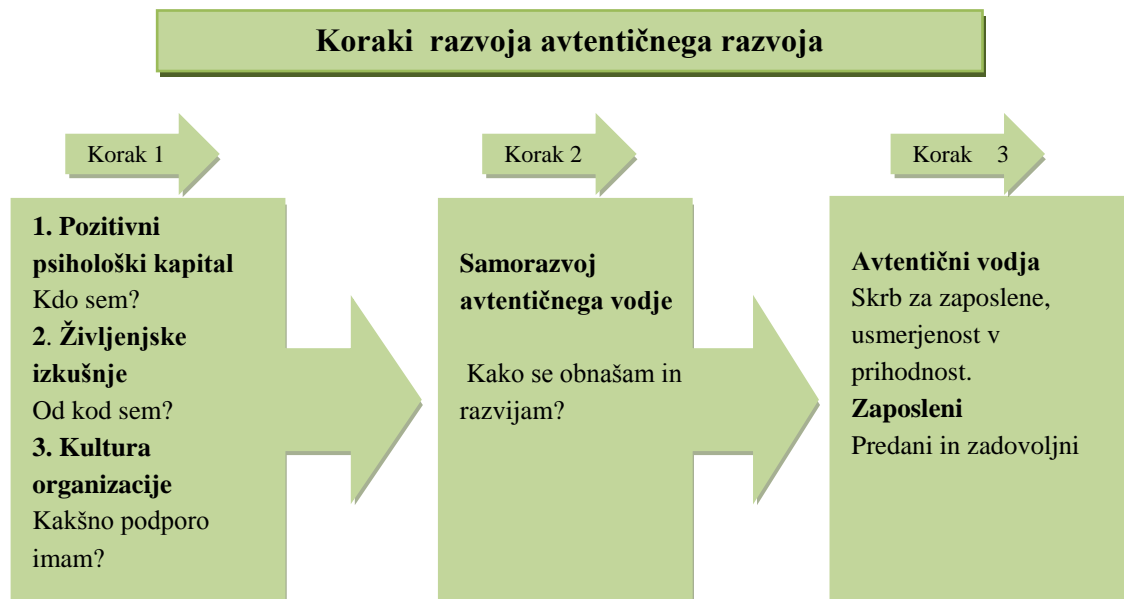 Koraki razvoja avtentičnega razvoja
Korak 1
1. Pozitivni
psihološki kapital
Kdo sem?
2. Življenjske
izkušnje
Od kod sem?
3. Kultura
organizacije
Kakšno podporo
imam?
Korak 2
Samorazvoj
avtentičnega vodje
Kako se obnašam in
razvijam?
Korak 3
Avtentični vodja
Skrb za zaposlene,
usmerjenost v
prihodnost.
Zaposleni
Predani in zadovoljni